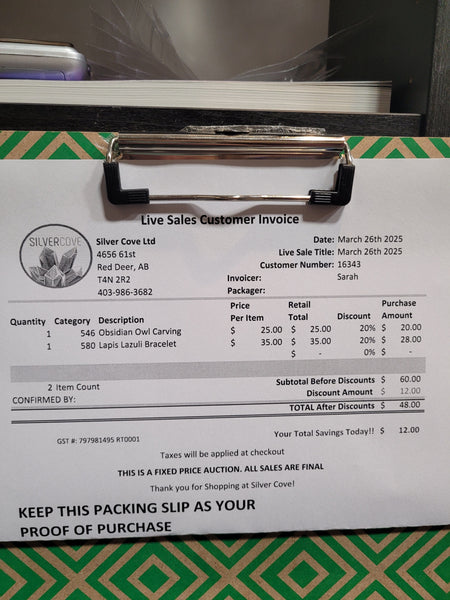 Live Sales Customer Invoice
SILVERCOVE
Silver Cove Ltd
4656 61st
Red Deer, AB
T4N 2R2
403-986-3682
Date: March 26th 2025
Live Sale Title: March 26th 2025
Customer Number: 16343
Invoicer: Sarah
Packager:
Quantity Category Description Price Per Item Retail Total Discount Purchase Amount
1 546 Obsidian Owl Carving $ 25.00 $ 25.00 20% $ 20.00
1 580 Lapis Lazuli Bracelet $ 35.00 $ 35.00 20% $ 28.00
$ - 0% $ -
2 Item Count
Subtotal Before Discounts $ 60.00
CONFIRMED BY:
Discount Amount $ 12.00
TOTAL After Discounts $ 48.00
GST #: 797981495 RT0001
Your Total Savings Today!! $ 12.00
Taxes will be applied at checkout
THIS IS A FIXED PRICE AUCTION. ALL SALES ARE FINAL
Thank you for Shopping at Silver Cove!
KEEP THIS PACKING SLIP AS YOUR
PROOF OF PURCHASE